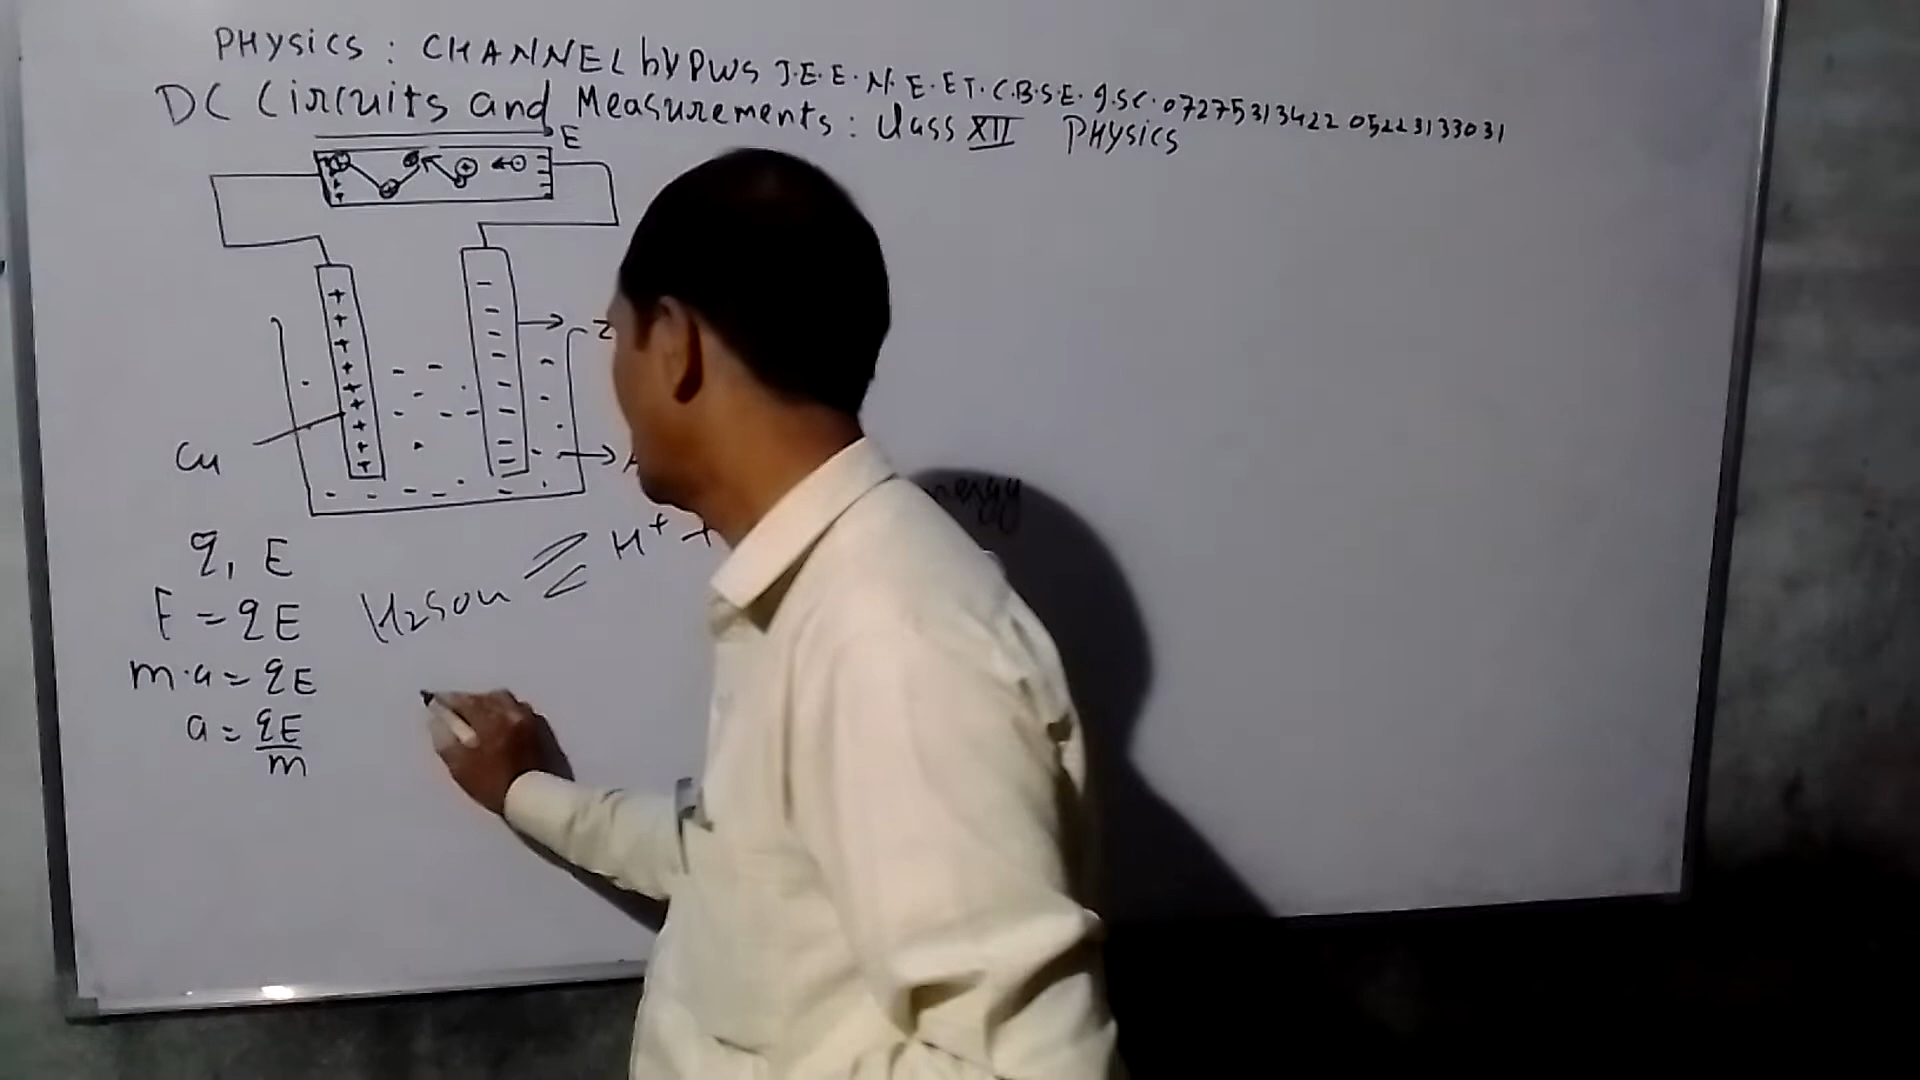 PHYSICS : CHANNEL by PWS J.E.E. N.E.ET. C.B.S.E. I.SC. 07275313422 05223133031
DC Circuits and Measurements : Class XII PHYSICS
E
Cu
q, E
F = qE
H2SO4 ⇌ H+ +
m.a = qE
a = qE/m